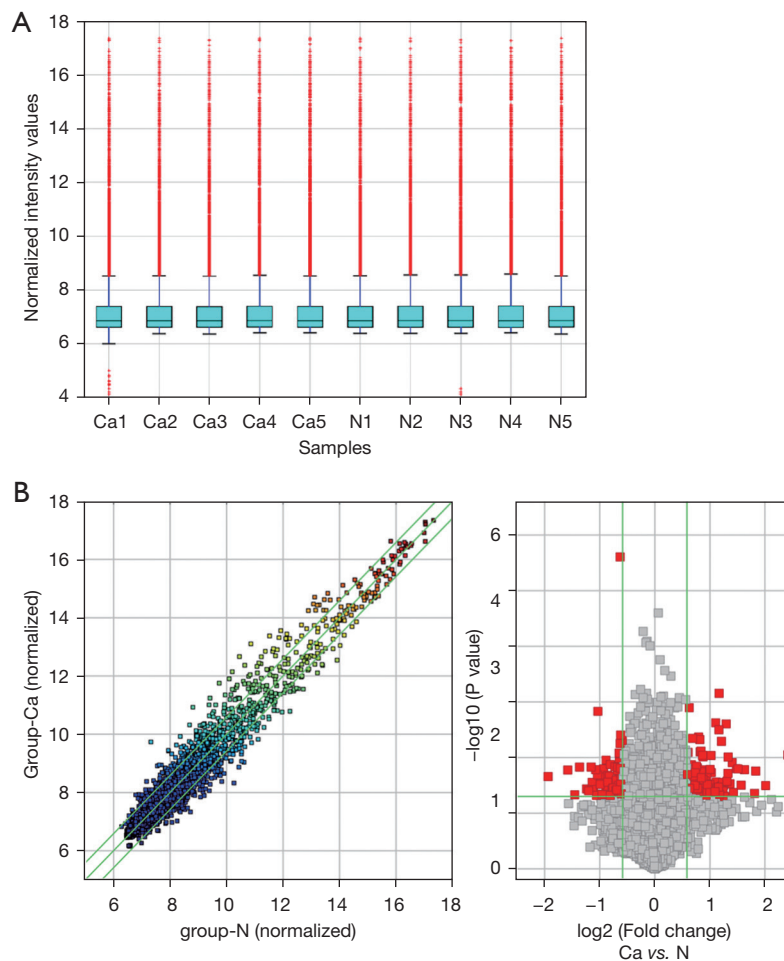 A
18
16
14
12
10
8
6
4
Normalized intensity values
Ca1 Ca2 Ca3 Ca4 Ca5 N1 N2 N3 N4 N5
Samples
B
18
16
14
12
10
8
6
Group-Ca (normalized)
6 8 10 12 14 16 18
group-N (normalized)
6
4
3
2
1
0
−log10 (P value)
−2 −1 0 1 2
log2 (Fold change)
Ca vs. N